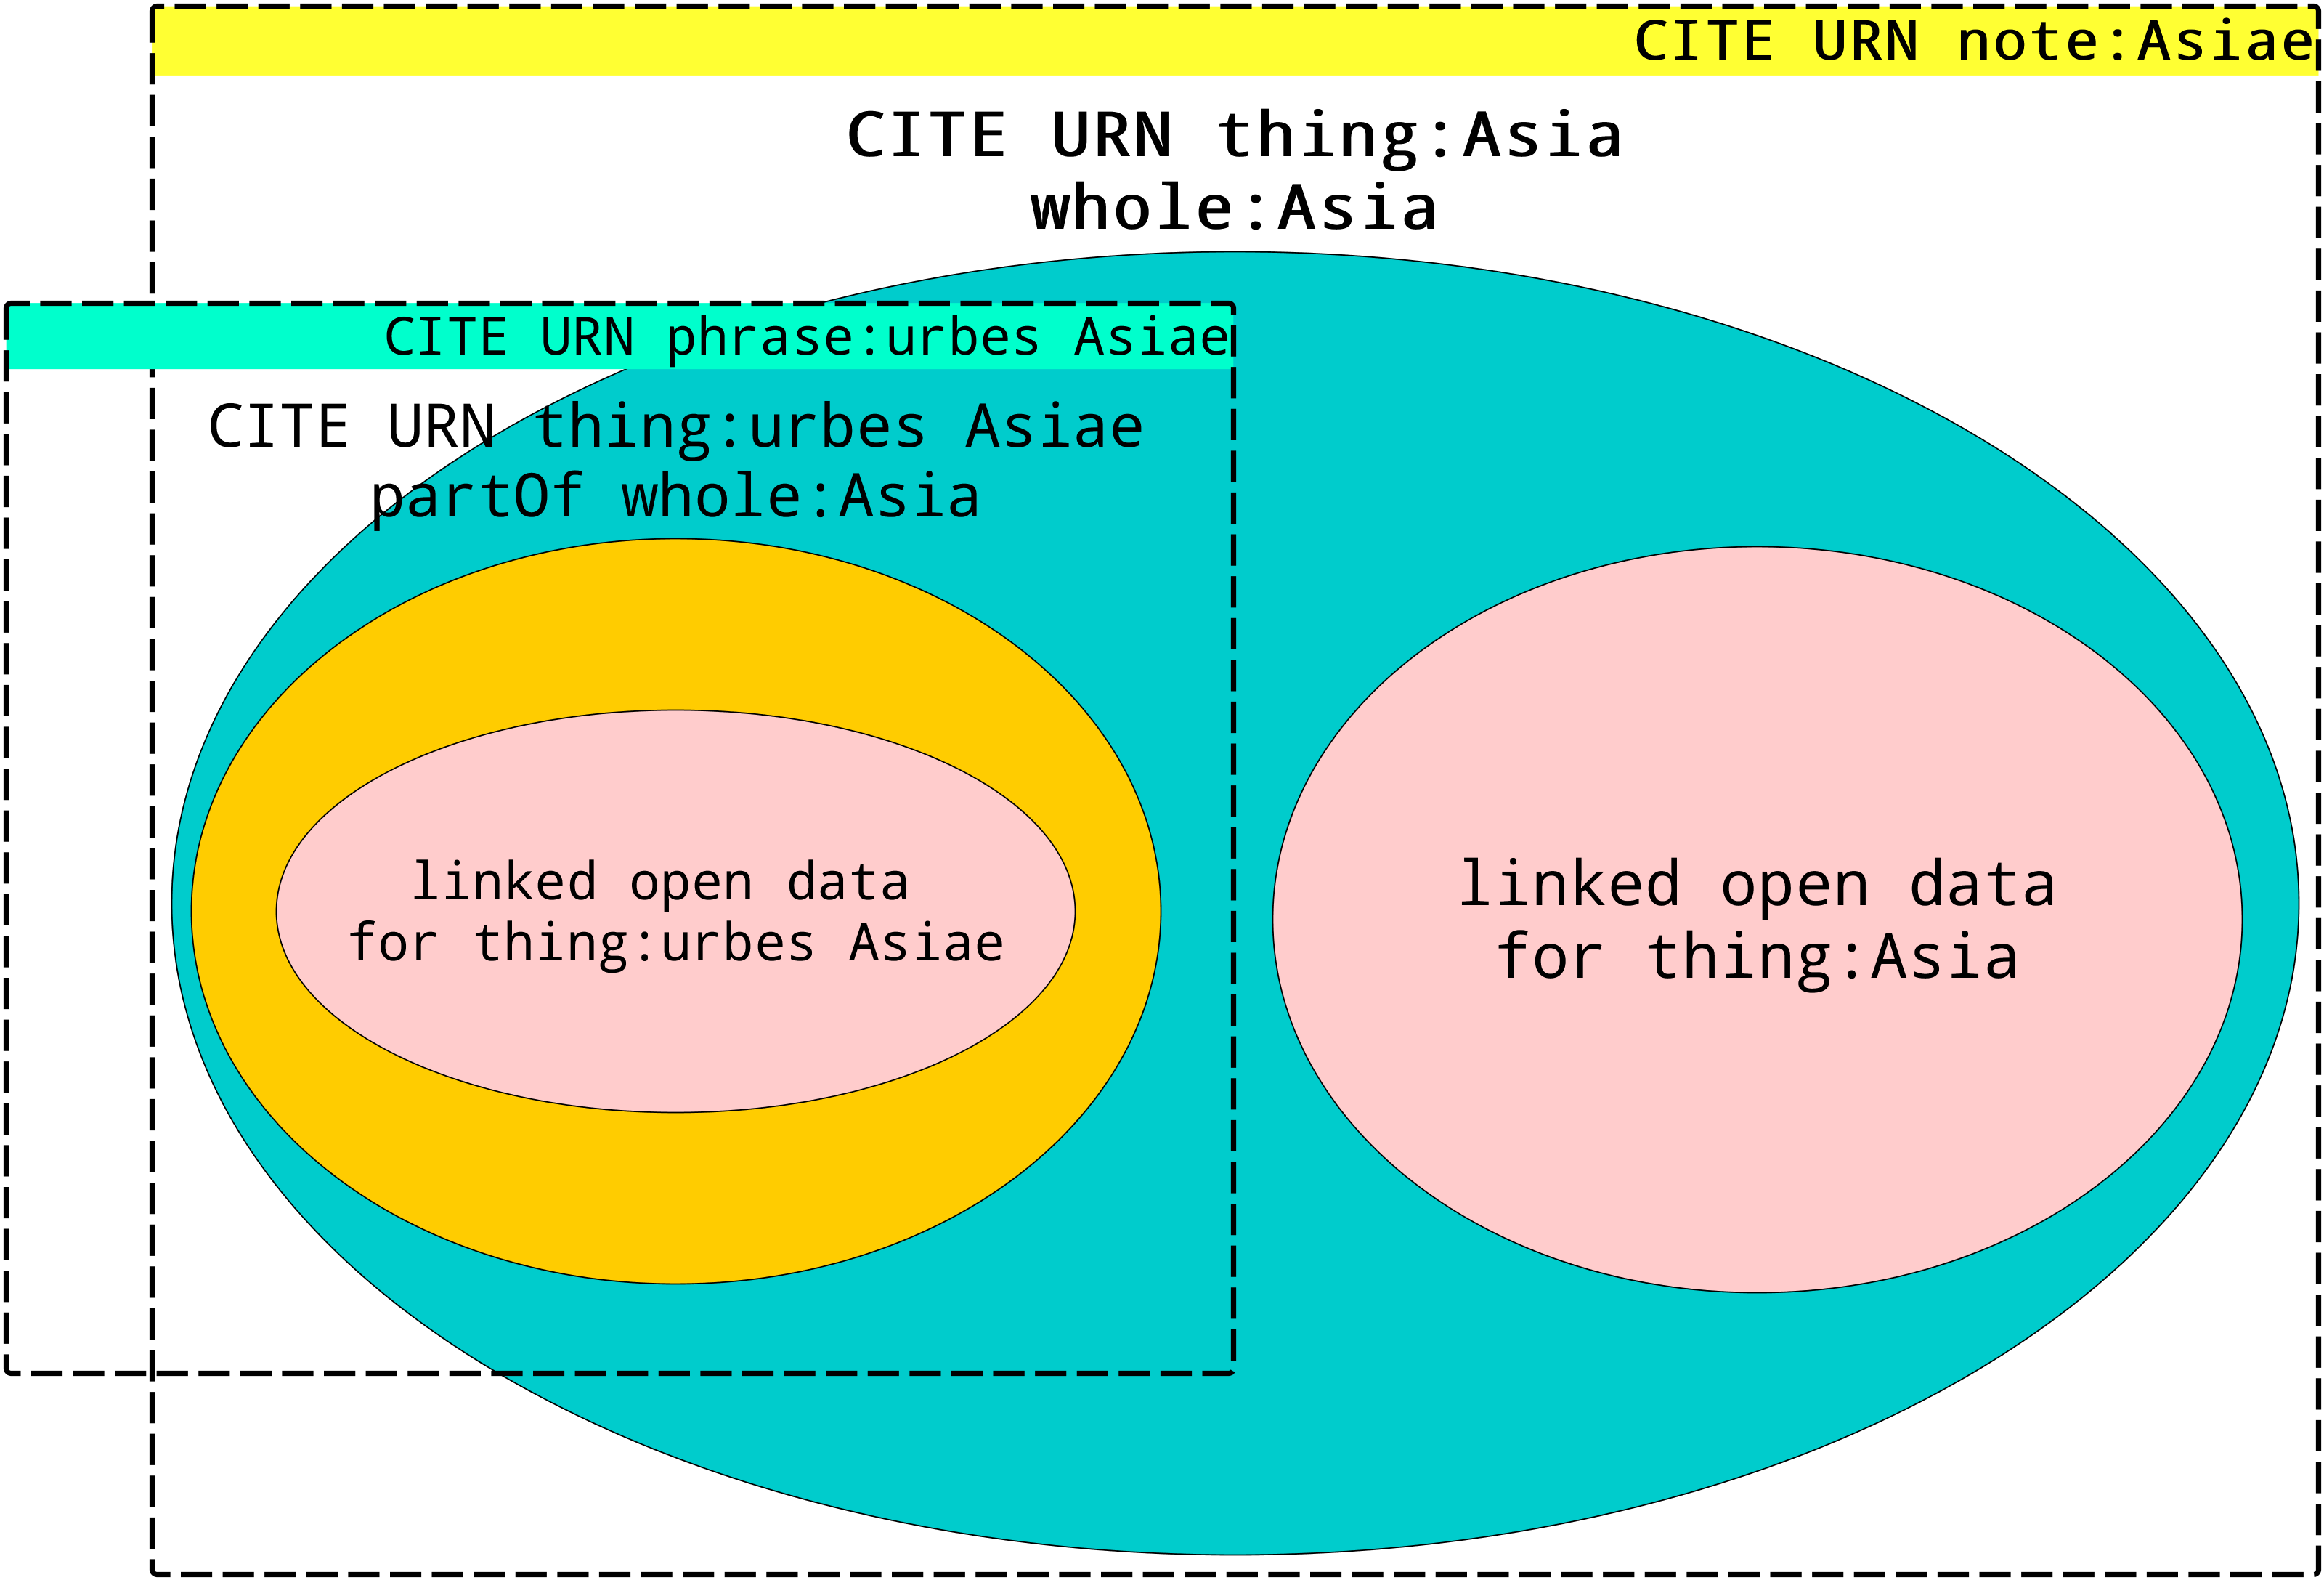 CITE URN note:Asiae
CITE URN thing:Asia
whole:Asia
CITE URN phrase:urbes Asiae
CITE URN thing:urbes Asiae
partOf whole:Asia
linked open data
for thing:urbes Asiae
linked open data
for thing:Asia